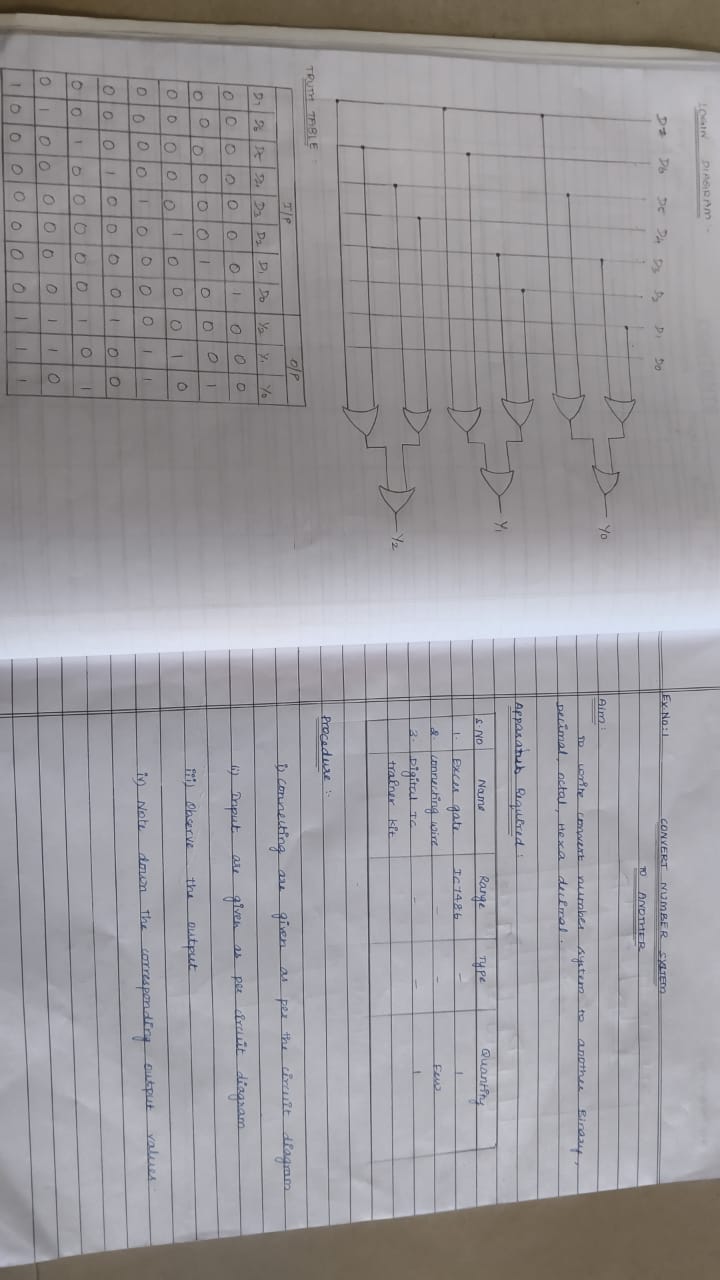 LOGIN DIAGRAM:-
D7 D6 D5 D4 D3 D2 D1 D0
Y0
Y1
Y2
TRUTH TABLE:
I/P O/P
D7 D6 D5 D4 D3 D2 D1 D0 Y2 Y1 Y0
0 0 0 0 0 0 0 1 0 0 0
0 0 0 0 0 0 1 0 0 0 1
0 0 0 0 0 1 0 0 0 1 0
0 0 0 0 1 0 0 0 0 1 1
0 0 0 1 0 0 0 0 1 0 0
0 0 1 0 0 0 0 0 1 0 1
0 1 0 0 0 0 0 0 1 1 0
1 0 0 0 0 0 0 0 1 1 1
Ex.No:1 CONVERT NUMBER SYSTEM
TO ANOTHER
Aim:
To write convert number system to another Binary,
Decimal, octal, Hexa decimal.
Apparatus Required:
S.NO Name Range Type Quantity
1. Excer gate IC7486 - 1
2. connecting wire - - Few
3. Digital IC - - 1
trainer kit
Procedure :-
i) connecting are given as per the circuit diagram
ii) Input are given as per circuit diagram
iii) Observe the output
iv) Note down the corresponding output values.